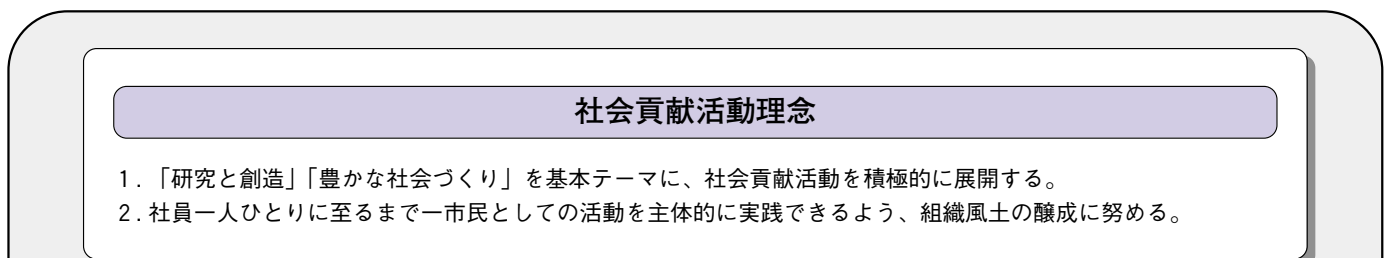 社会貢献活動理念
1.「研究と創造」「豊かな社会づくり」を基本テーマに、社会貢献活動を積極的に展開する。
2.社員一人ひとりに至るまで一市民としての活動を主体的に実践できるよう、組織風土の醸成に努める。